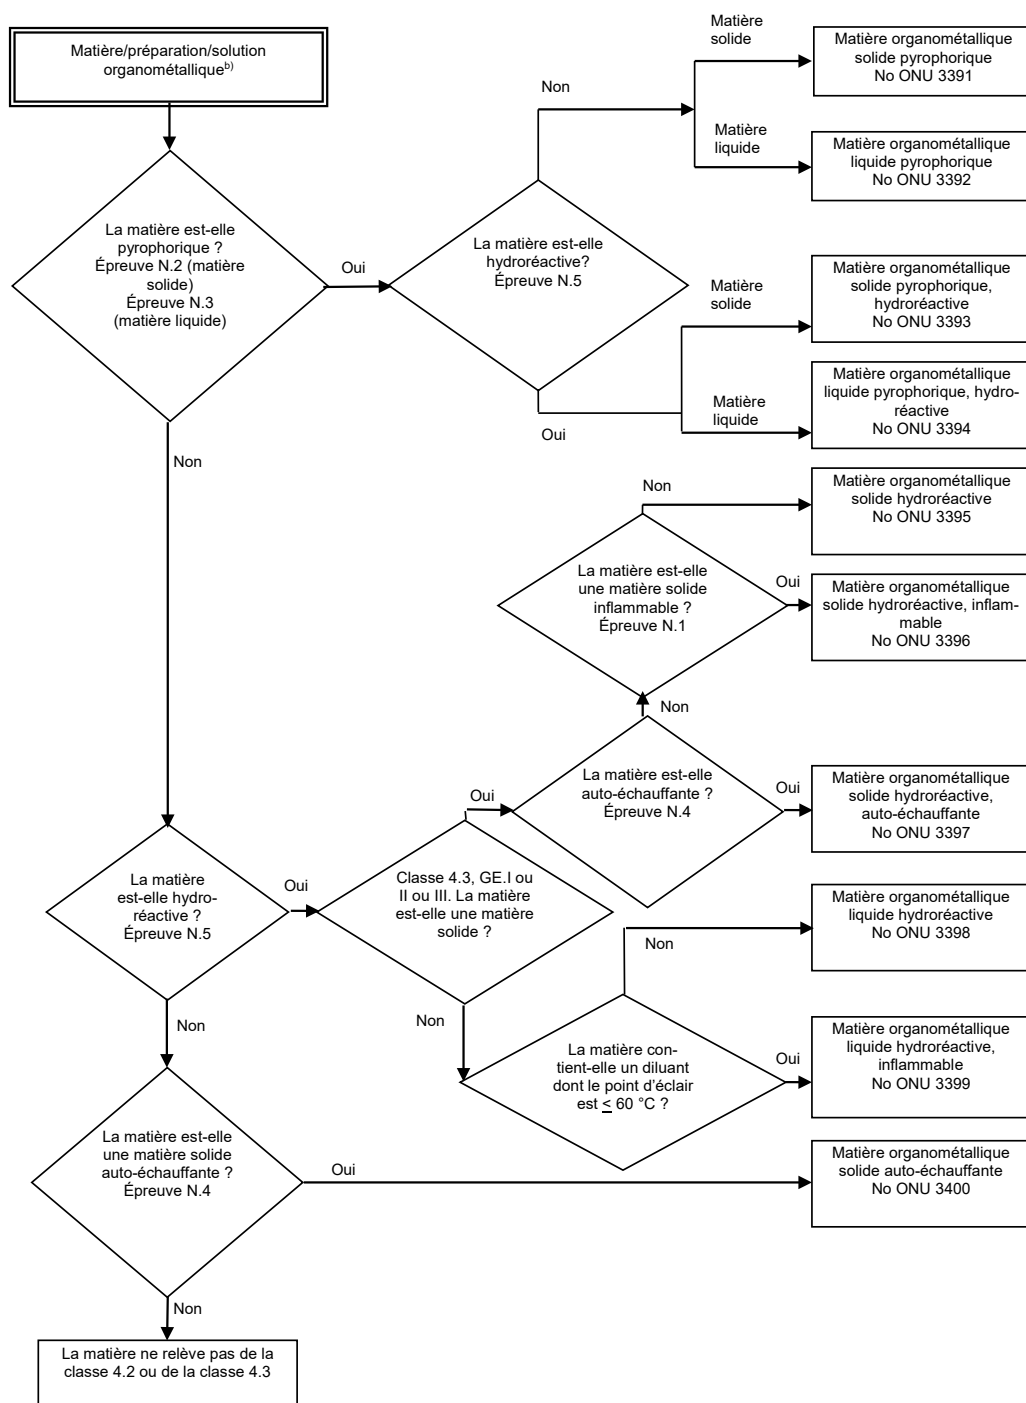 Matière/préparation/solution
organométallique b)
La matière est-elle
pyrophorique ?
Épreuve N.2 (matière
solide)
Épreuve N.3
(matière liquide)
Oui
Non
La matière est-elle
hydroréactive?
Épreuve N.5
Non
Matière
solide
Matière organométallique
solide pyrophorique
No ONU 3391
Matière
liquide
Matière organométallique
liquide pyrophorique
No ONU 3392
Oui
Matière
solide
Matière organométallique
solide pyrophorique,
hydroréactive
No ONU 3393
Matière
liquide
Matière organométallique
liquide pyrophorique, hydro-
réactive
No ONU 3394
Non
Matière organométallique
solide hydroréactive
No ONU 3395
La matière est-elle
une matière solide
inflammable ?
Épreuve N.1
Oui
Matière organométallique
solide hydroréactive, inflam-
mable
No ONU 3396
Non
La matière est-elle
auto-échauffante ?
Épreuve N.4
Oui
Matière organométallique
solide hydroréactive,
auto-échauffante
No ONU 3397
Oui
La matière
est-elle hydro-
réactive ?
Épreuve N.5
Oui
Classe 4.3, GE.I ou
II ou III. La matière
est-elle une matière
solide ?
Non
Matière organométallique
liquide hydroréactive
No ONU 3398
Non
Non
La matière con-
tient-elle un diluant
dont le point d’éclair
est < 60 °C ?
Oui
Matière organométallique
liquide hydroréactive,
inflammable
No ONU 3399
La matière est-elle
une matière solide
auto-échauffante ?
Épreuve N.4
Oui
Matière organométallique
solide auto-échauffante
No ONU 3400
Non
La matière ne relève pas de la
classe 4.2 ou de la classe 4.3